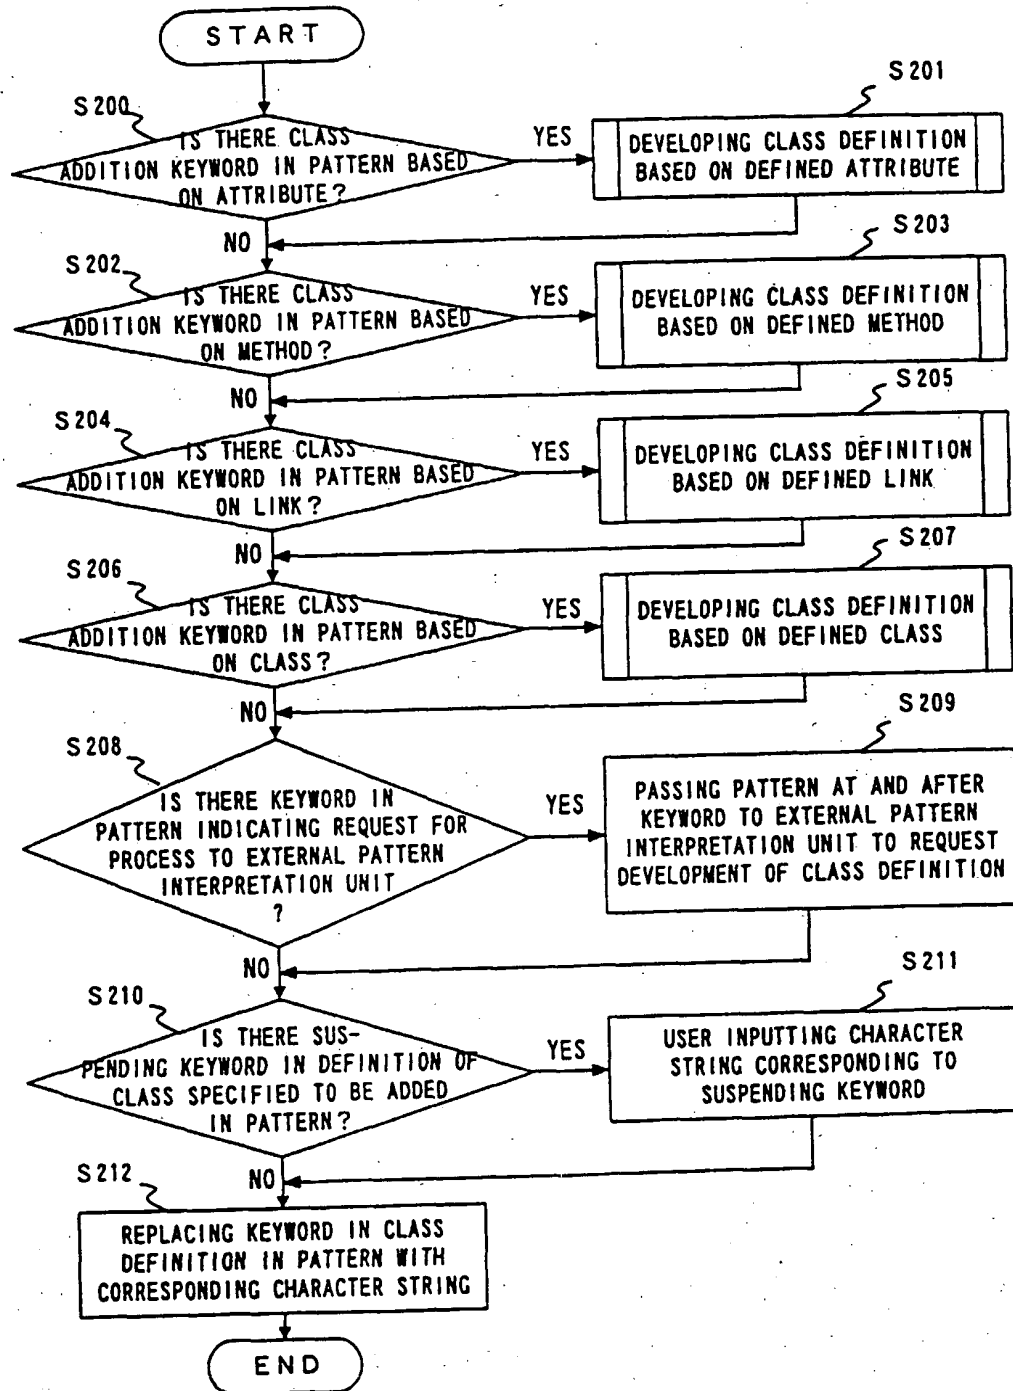 START
S200
IS THERE CLASS
ADDITION KEYWORD IN PATTERN BASED
ON ATTRIBUTE?
YES
S201
DEVELOPING CLASS DEFINITION
BASED ON DEFINED ATTRIBUTE
NO
S202
IS THERE CLASS
ADDITION KEYWORD IN PATTERN BASED
ON METHOD?
YES
S203
DEVELOPING CLASS DEFINITION
BASED ON DEFINED METHOD
NO
S204
IS THERE CLASS
ADDITION KEYWORD IN PATTERN BASED
ON LINK?
YES
S205
DEVELOPING CLASS DEFINITION
BASED ON DEFINED LINK
NO
S206
IS THERE CLASS
ADDITION KEYWORD IN PATTERN BASED
ON CLASS?
YES
S207
DEVELOPING CLASS DEFINITION
BASED ON DEFINED CLASS
NO
S208
IS THERE KEYWORD IN
PATTERN INDICATING REQUEST FOR
PROCESS TO EXTERNAL PATTERN
INTERPRETATION UNIT
?
YES
S209
PASSING PATTERN AT AND AFTER
KEYWORD TO EXTERNAL PATTERN
INTERPRETATION UNIT TO REQUEST
DEVELOPMENT OF CLASS DEFINITION
NO
S210
IS THERE SUS-
PENDING KEYWORD IN DEFINITION OF
CLASS SPECIFIED TO BE ADDED
IN PATTERN?
YES
S211
USER INPUTTING CHARACTER
STRING CORRESPONDING TO
SUSPENDING KEYWORD
NO
S212
REPLACING KEYWORD IN CLASS
DEFINITION IN PATTERN WITH
CORRESPONDING CHARACTER STRING
END